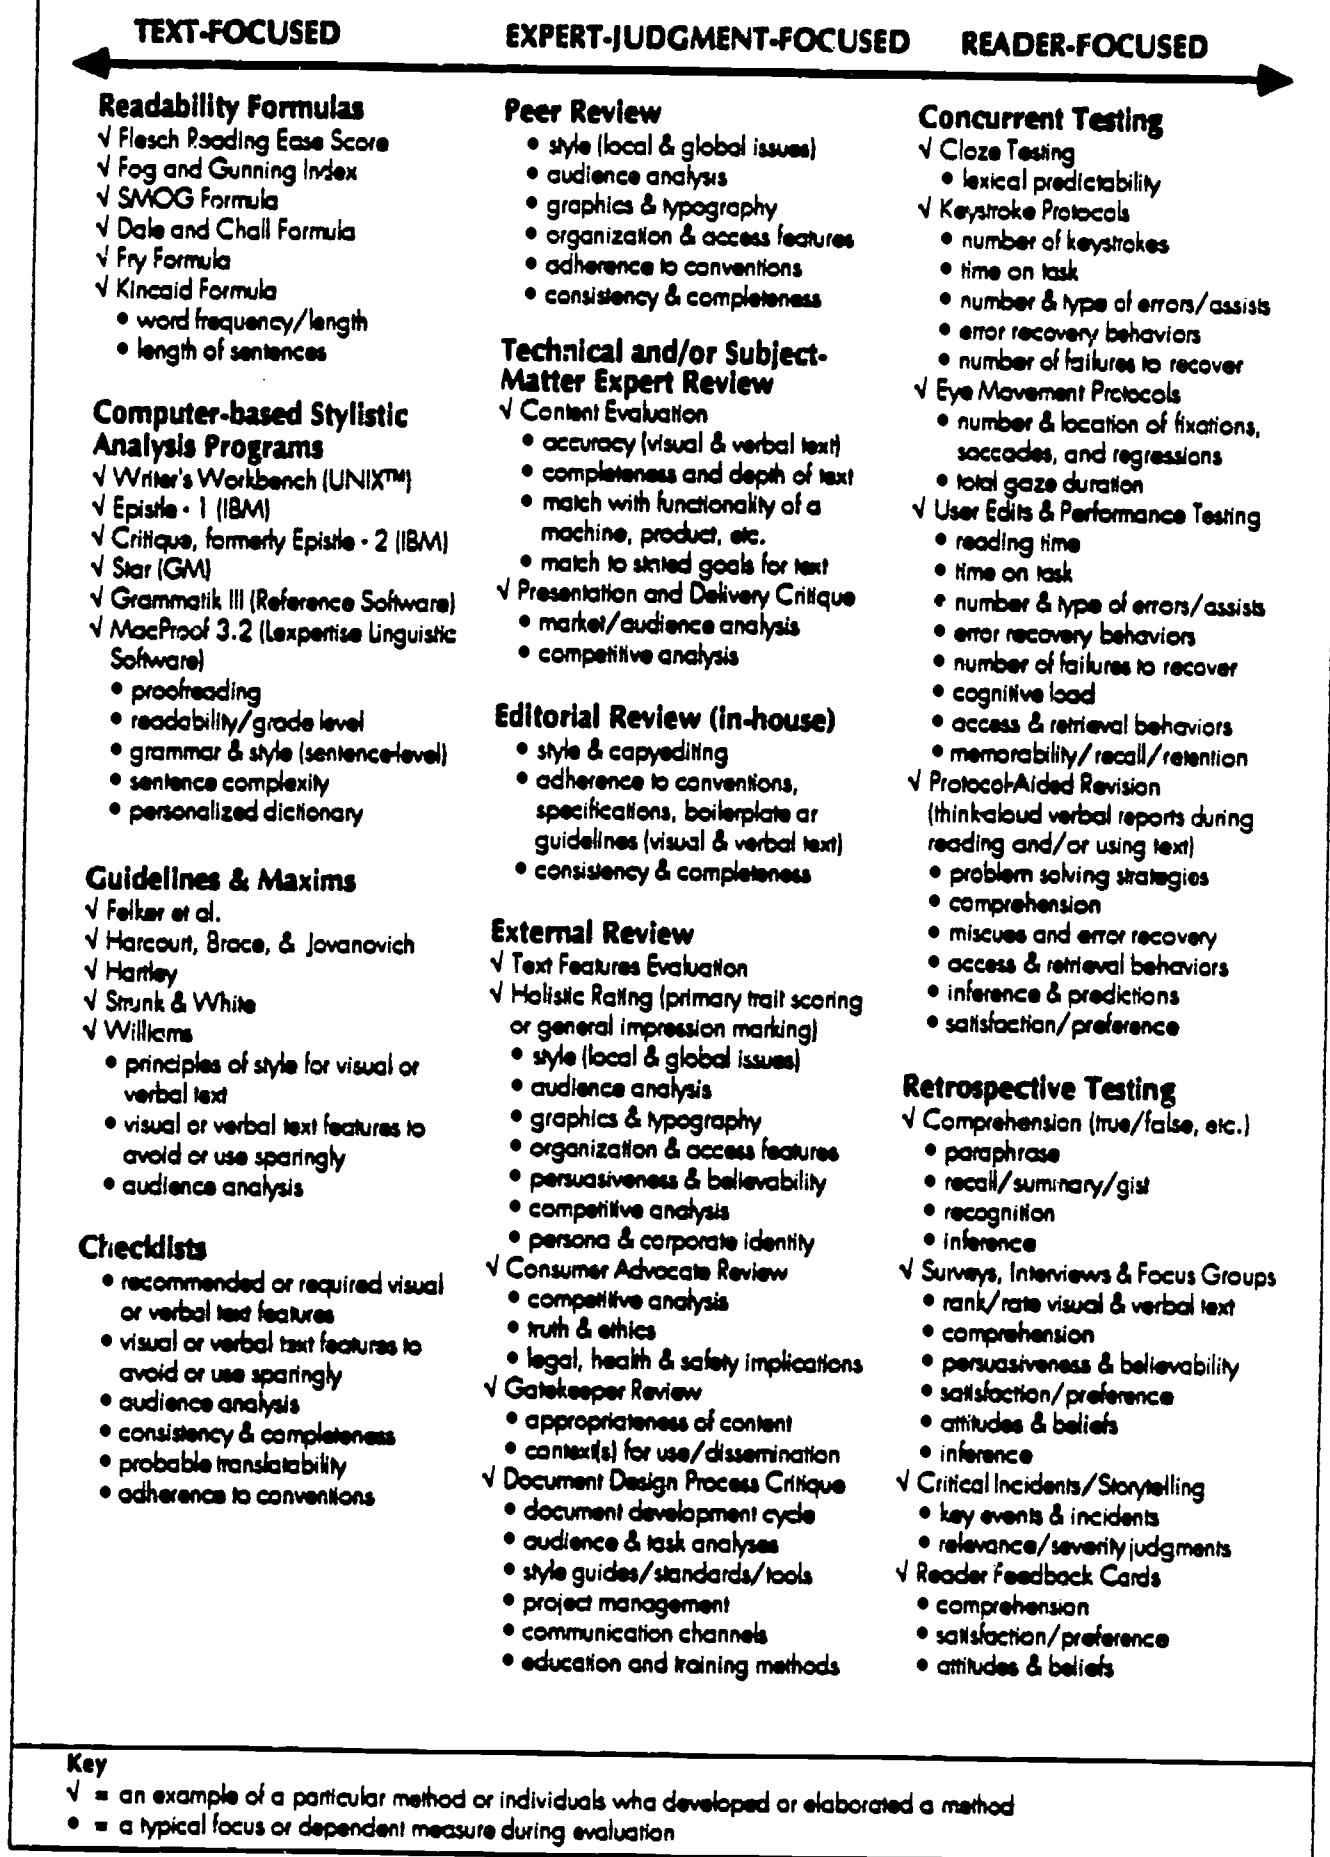 TEXT-FOCUSED
EXPERT-JUDGMENT-FOCUSED
READER-FOCUSED
Readability Formulas
√ Flesch Reading Ease Score
√ Fog and Gunning Index
√ SMOG Formula
√ Dale and Chall Formula
√ Fry Formula
√ Kincaid Formula
• word frequency/length
• length of sentences
Computer-based Stylistic
Analysis Programs
√ Writer's Workbench (UNIX™)
√ Epistle - 1 (IBM)
√ Critique, formerly Epistle - 2 (IBM)
√ Star (GM)
√ Grammatik III (Reference Software)
√ MacProof 3.2 (Lexpertise Linguistic
Software)
• proofreading
• readability/grade level
• grammar & style (sentence-level)
• sentence complexity
• personalized dictionary
Guidelines & Maxims
√ Felker et al.
√ Harcourt, Brace, & Jovanovich
√ Hartley
√ Strunk & White
√ Williams
• principles of style for visual or
verbal text
• visual or verbal text features to
avoid or use sparingly
• audience analysis
Checklists
• recommended or required visual
or verbal text features
• visual or verbal text features to
avoid or use sparingly
• audience analysis
• consistency & completeness
• probable translatability
• adherence to conventions
Peer Review
• style (local & global issues)
• audience analysis
• graphics & typography
• organization & access features
• adherence to conventions
• consistency & completeness
Technical and/or Subject-
Matter Expert Review
√ Content Evaluation
• accuracy (visual & verbal text)
• completeness and depth of text
• match with functionality of a
machine, product, etc.
• match to stated goals for text
√ Presentation and Delivery Critique
• market/audience analysis
• competitive analysis
Editorial Review (in-house)
• style & copyediting
• adherence to conventions,
specifications, boilerplate or
guidelines (visual & verbal text)
• consistency & completeness
External Review
√ Text Features Evaluation
√ Holistic Rating (primary trait scoring
or general impression marking)
• style (local & global issues)
• audience analysis
• graphics & typography
• organization & access features
• persuasiveness & believability
• competitive analysis
• persona & corporate identity
√ Consumer Advocate Review
• competitive analysis
• truth & ethics
• legal, health & safety implications
√ Gatekeeper Review
• appropriateness of content
• context(s) for use/dissemination
√ Document Design Process Critique
• document development cycle
• audience & task analyses
• style guides/standards/tools
• project management
• communication channels
• education and training methods
Concurrent Testing
√ Cloze Testing
• lexical predictability
√ Keystroke Protocols
• number of keystrokes
• time on task
• number & type of errors/assists
• error recovery behaviors
• number of failures to recover
√ Eye Movement Protocols
• number & location of fixations,
saccades, and regressions
• total gaze duration
√ User Edits & Performance Testing
• reading time
• time on task
• number & type of errors/assists
• error recovery behaviors
• number of failures to recover
• cognitive load
• access & retrieval behaviors
• memorability/recall/retention
√ Protocol-Aided Revision
(think-aloud verbal reports during
reading and/or using text)
• problem solving strategies
• comprehension
• miscues and error recovery
• access & retrieval behaviors
• inference & predictions
• satisfaction/preference
Retrospective Testing
√ Comprehension (true/false, etc.)
• paraphrase
• recall/summary/gist
• recognition
• inference
√ Surveys, Interviews & Focus Groups
• rank/rate visual & verbal text
• comprehension
• persuasiveness & believability
• satisfaction/preference
• attitudes & beliefs
• inference
√ Critical Incidents/Storytelling
• key events & incidents
• relevance/severity judgments
√ Reader Feedback Cards
• comprehension
• satisfaction/preference
• attitudes & beliefs
Key
√ = an example of a particular method or individuals who developed or elaborated a method
• = a typical focus or dependent measure during evaluation